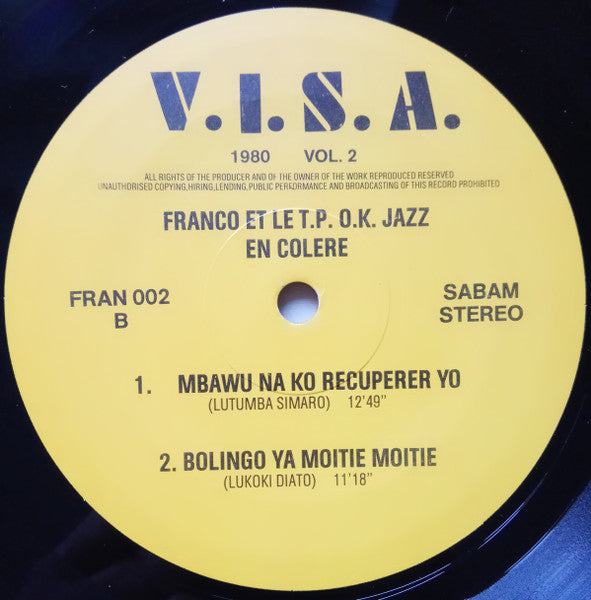 V.I.S.A.
1980 VOL. 2
ALL RIGHTS OF THE PRODUCER AND OF THE OWNER OF THE WORK REPRODUCED RESERVED
UNAUTHORISED COPYING,HIRING,LENDING,PUBLIC PERFORMANCE AND BROADCASTING OF THIS RECORD PROHIBITED
FRANCO ET LE T.P. O.K. JAZZ
EN COLERE
FRAN 002
B
SABAM
STEREO
1. MBAWU NA KO RECUPERER YO
(LUTUMBA SIMARO) 12'49"
2. BOLINGO YA MOITIE MOITIE
(LUKOKI DIATO) 11'18"